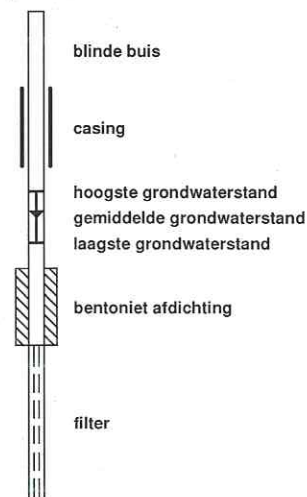 blinde buis
casing
hoogste grondwaterstand
gemiddelde grondwaterstand
laagste grondwaterstand
bentoniet afdichting
filter